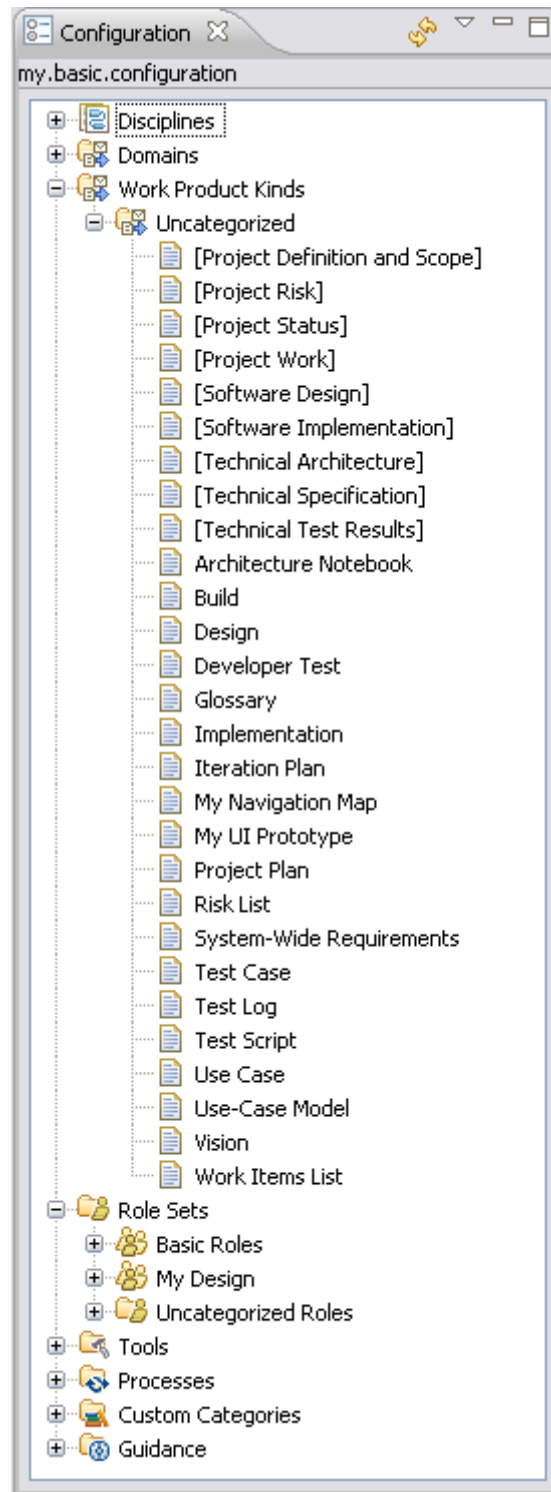 Configuration
my.basic.configuration
Disciplines
Domains
Work Product Kinds
Uncategorized
[Project Definition and Scope]
[Project Risk]
[Project Status]
[Project Work]
[Software Design]
[Software Implementation]
[Technical Architecture]
[Technical Specification]
[Technical Test Results]
Architecture Notebook
Build
Design
Developer Test
Glossary
Implementation
Iteration Plan
My Navigation Map
My UI Prototype
Project Plan
Risk List
System-Wide Requirements
Test Case
Test Log
Test Script
Use Case
Use-Case Model
Vision
Work Items List
Role Sets
Basic Roles
My Design
Uncategorized Roles
Tools
Processes
Custom Categories
Guidance